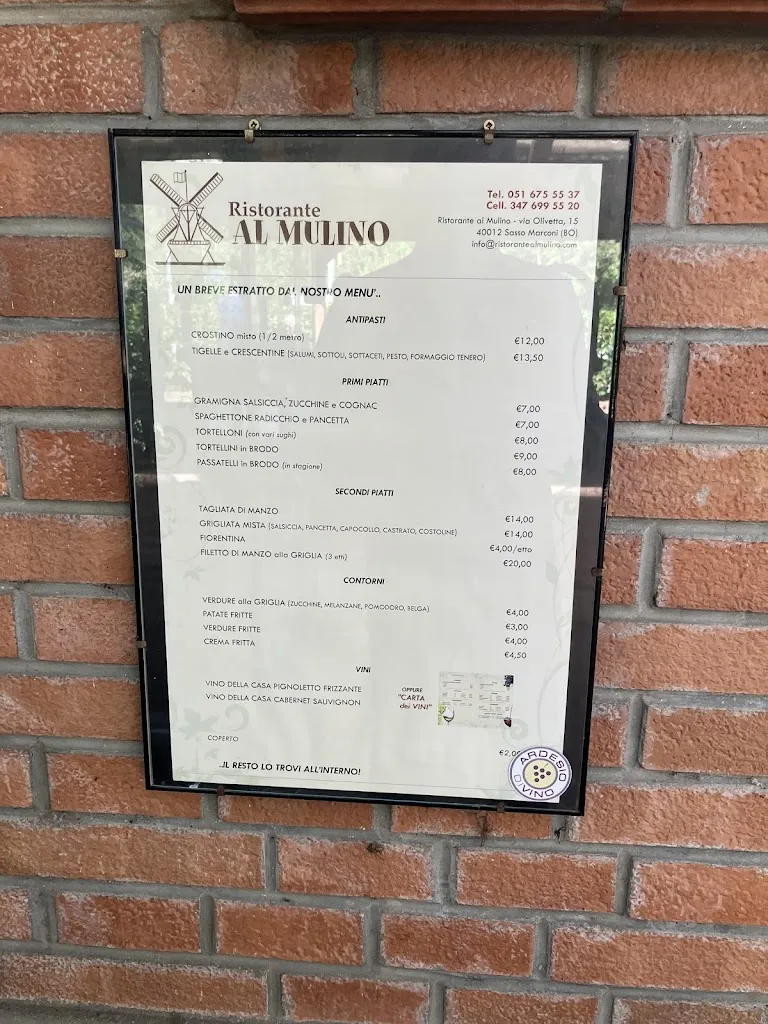 Ristorante
AL MULINO
Tel. 051 675 55 37
Cell. 347 699 55 20
Ristorante al Mulino - via Olivetta, 15
40012 Sasso Marconi (BO)
info@ristorantealmulino.com
UN BREVE ESTRATTO DAL NOSTRO MENU'..
ANTIPASTI
CROSTINO misto (1/2 metro) €12,00
TIGELLE e CRESCENTINE (SALUMI, SOTTOLI, SOTTACETI, PESTO, FORMAGGIO TENERO) €13,50
PRIMI PIATTI
GRAMIGNA SALSICCIA, ZUCCHINE e COGNAC €7,00
SPAGHETTONE RADICCHIO e PANCETTA €7,00
TORTELLONI (con vari sughi) €8,00
TORTELLINI in BRODO €9,00
PASSATELLI in BRODO (in stagione) €8,00
SECONDI PIATTI
TAGLIATA DI MANZO €14,00
GRIGLIATA MISTA (SALSICCIA, PANCETTA, CAPOCOLLO, CASTRATO, COSTOLINE) €14,00
FIORENTINA €4,00/etto
FILETTO DI MANZO alla GRIGLIA (3 etti) €20,00
CONTORNI
VERDURE alla GRIGLIA (ZUCCHINE, MELANZANE, POMODORO, BELGA) €4,00
PATATE FRITTE €3,00
VERDURE FRITTE €4,00
CREMA FRITTA €4,50
VINI
VINO DELLA CASA PIGNOLETTO FRIZZANTE
VINO DELLA CASA CABERNET SAUVIGNON
OPPURE
"CARTA
dei VINI"
COPERTO €2,00
..IL RESTO LO TROVI ALL'INTERNO!
ARDESIO
DIVINO